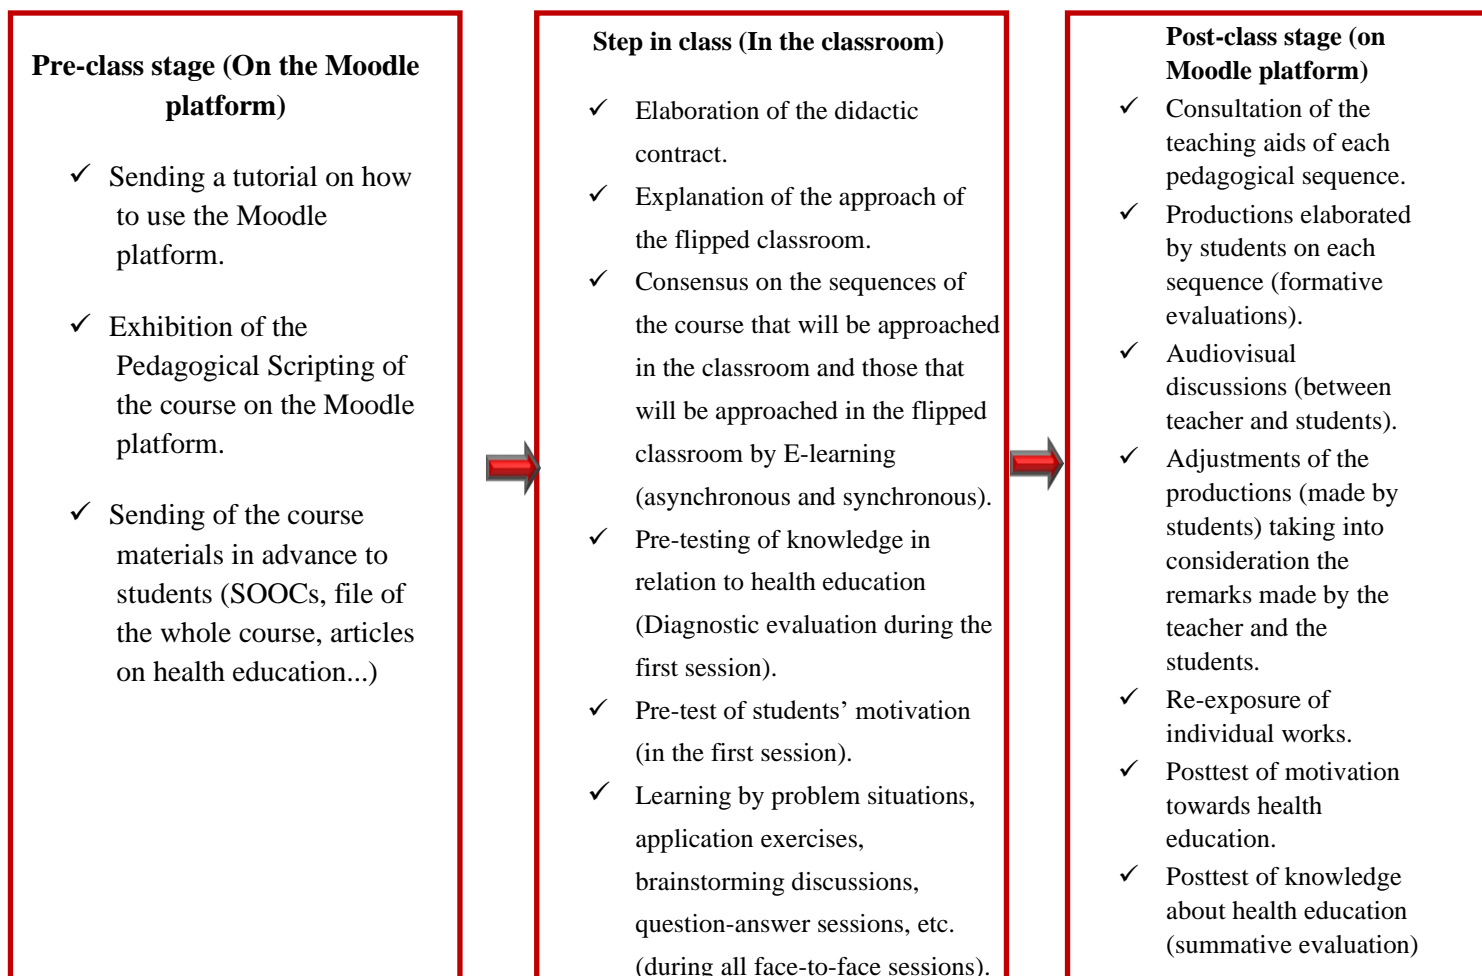 Pre-class stage (On the Moodle
platform)
✓ Sending a tutorial on how
to use the Moodle
platform.
✓ Exhibition of the
Pedagogical Scripting of
the course on the Moodle
platform.
✓ Sending of the course
materials in advance to
students (SOOCs, file of
the whole course, articles
on health education...)
Step in class (In the classroom)
✓ Elaboration of the didactic
contract.
✓ Explanation of the approach of
the flipped classroom.
✓ Consensus on the sequences of
the course that will be approached
in the classroom and those that
will be approached in the flipped
classroom by E-learning
(asynchronous and synchronous).
✓ Pre-testing of knowledge in
relation to health education
(Diagnostic evaluation during the
first session).
✓ Pre-test of students’ motivation
(in the first session).
✓ Learning by problem situations,
application exercises,
brainstorming discussions,
question-answer sessions, etc.
(during all face-to-face sessions).
Post-class stage (on
Moodle platform)
✓ Consultation of the
teaching aids of each
pedagogical sequence.
✓ Productions elaborated
by students on each
sequence (formative
evaluations).
✓ Audiovisual
discussions (between
teacher and students).
✓ Adjustments of the
productions (made by
students) taking into
consideration the
remarks made by the
teacher and the
students.
✓ Re-exposure of
individual works.
✓ Posttest of motivation
towards health
education.
✓ Posttest of knowledge
about health education
(summative evaluation)